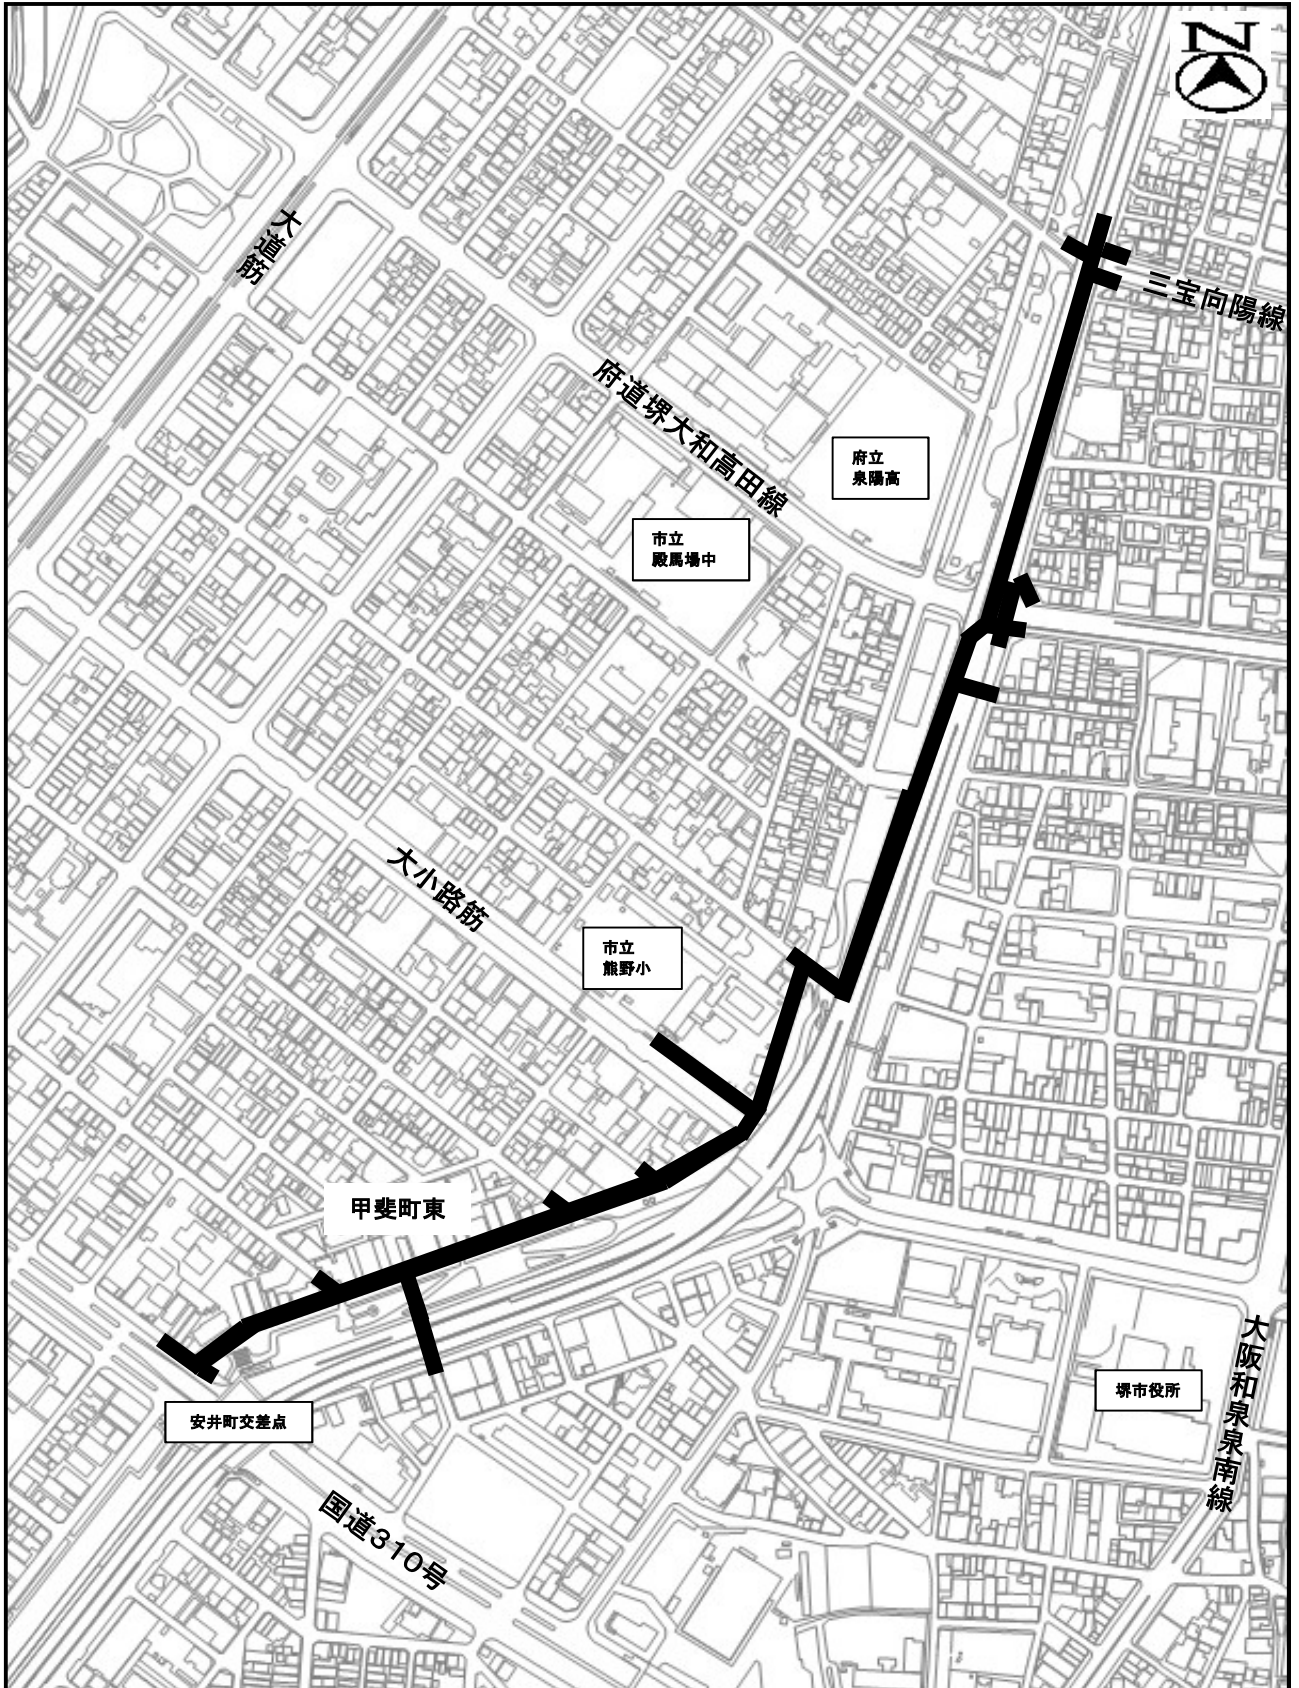 N
大道筋
三宝向陽線
府道堺大和高田線
府立
泉陽高
市立
殿馬場中
大小路筋
市立
熊野小
甲斐町東
大阪和泉泉南線
堺市役所
安井町交差点
国道310号